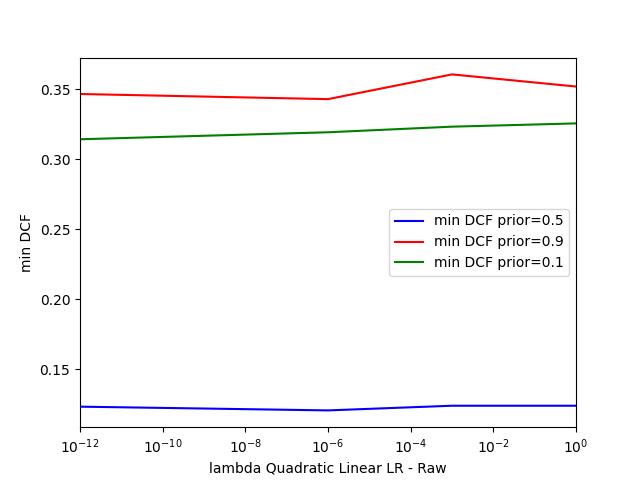 0.35
0.30
0.25
0.20
0.15
min DCF
min DCF prior=0.5
min DCF prior=0.9
min DCF prior=0.1
10⁻¹² 10⁻¹⁰ 10⁻⁸ 10⁻⁶ 10⁻⁴ 10⁻² 10⁰
lambda Quadratic Linear LR - Raw